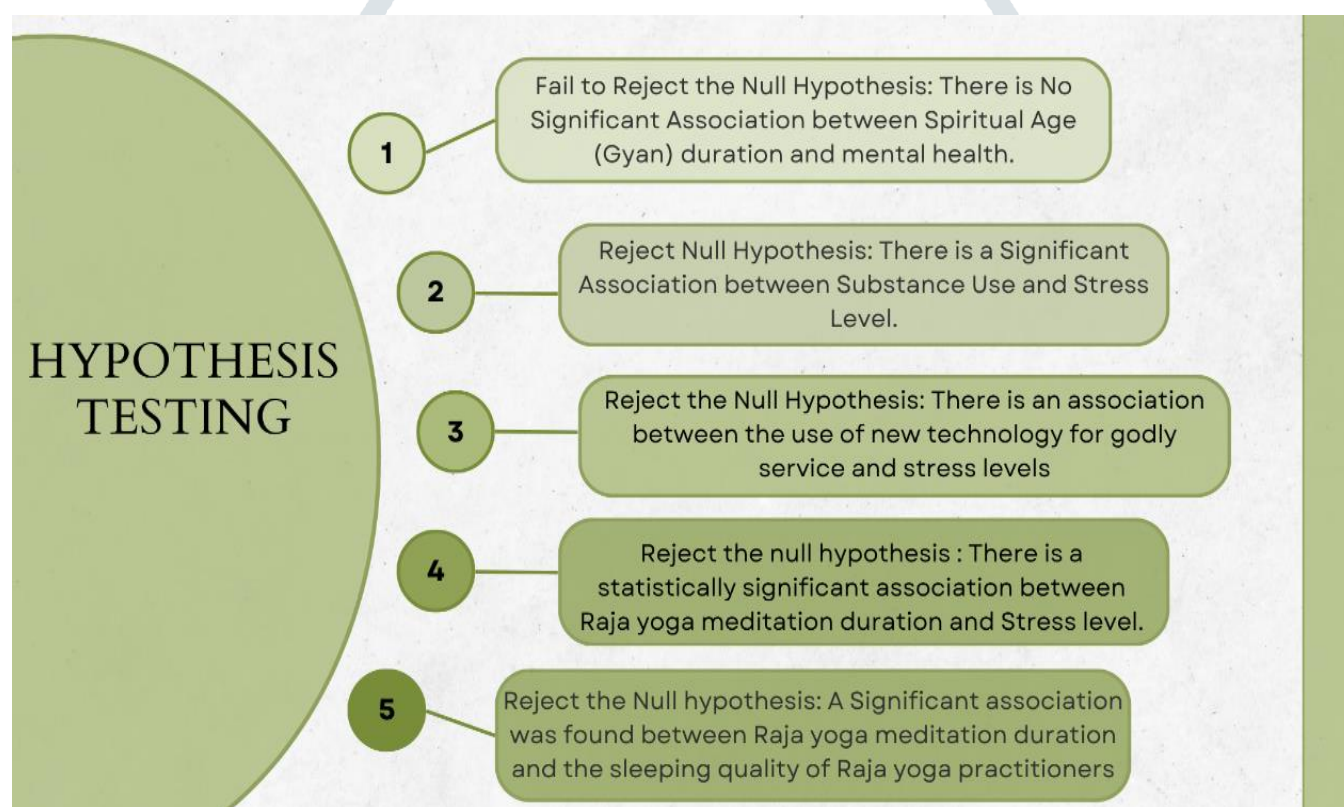 HYPOTHESIS
TESTING
1
Fail to Reject the Null Hypothesis: There is No
Significant Association between Spiritual Age
(Gyan) duration and mental health.
2
Reject Null Hypothesis: There is a Significant
Association between Substance Use and Stress
Level.
3
Reject the Null Hypothesis: There is an association
between the use of new technology for godly
service and stress levels
4
Reject the null hypothesis : There is a
statistically significant association between
Raja yoga meditation duration and Stress level.
5
Reject the Null hypothesis: A Significant association
was found between Raja yoga meditation duration
and the sleeping quality of Raja yoga practitioners